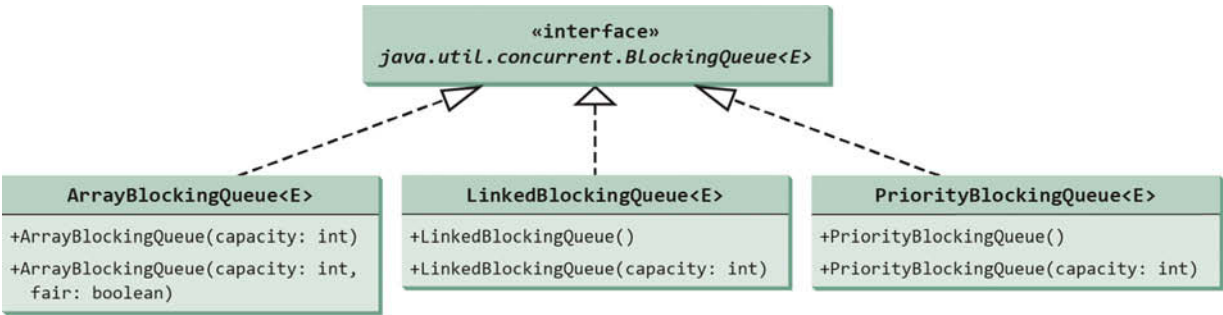 «interface»
java.util.concurrent.BlockingQueue<E>
ArrayBlockingQueue<E>
+ArrayBlockingQueue(capacity: int)
+ArrayBlockingQueue(capacity: int,
fair: boolean)
LinkedBlockingQueue<E>
+LinkedBlockingQueue()
+LinkedBlockingQueue(capacity: int)
PriorityBlockingQueue<E>
+PriorityBlockingQueue()
+PriorityBlockingQueue(capacity: int)